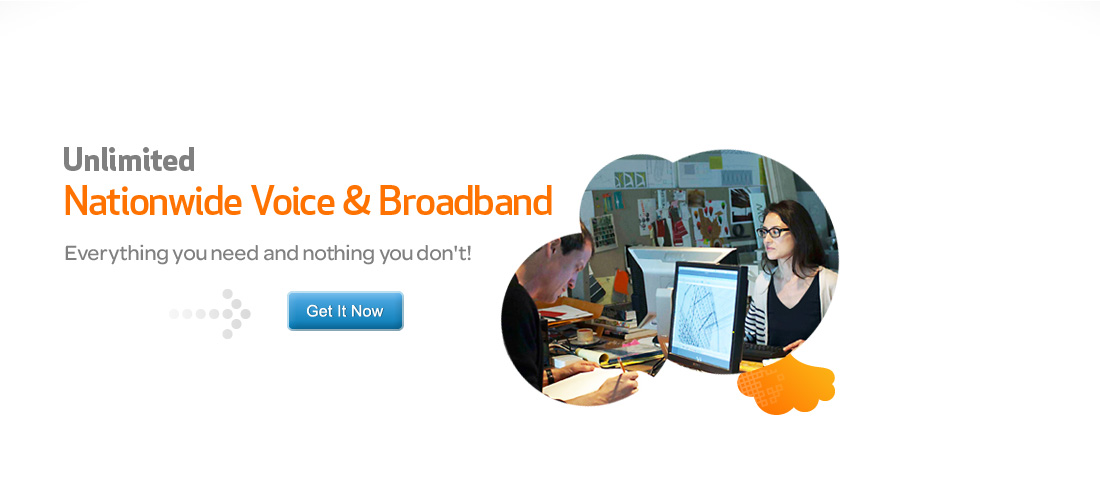 Unlimited
Nationwide Voice & Broadband
Everything you need and nothing you don't!
Get It Now